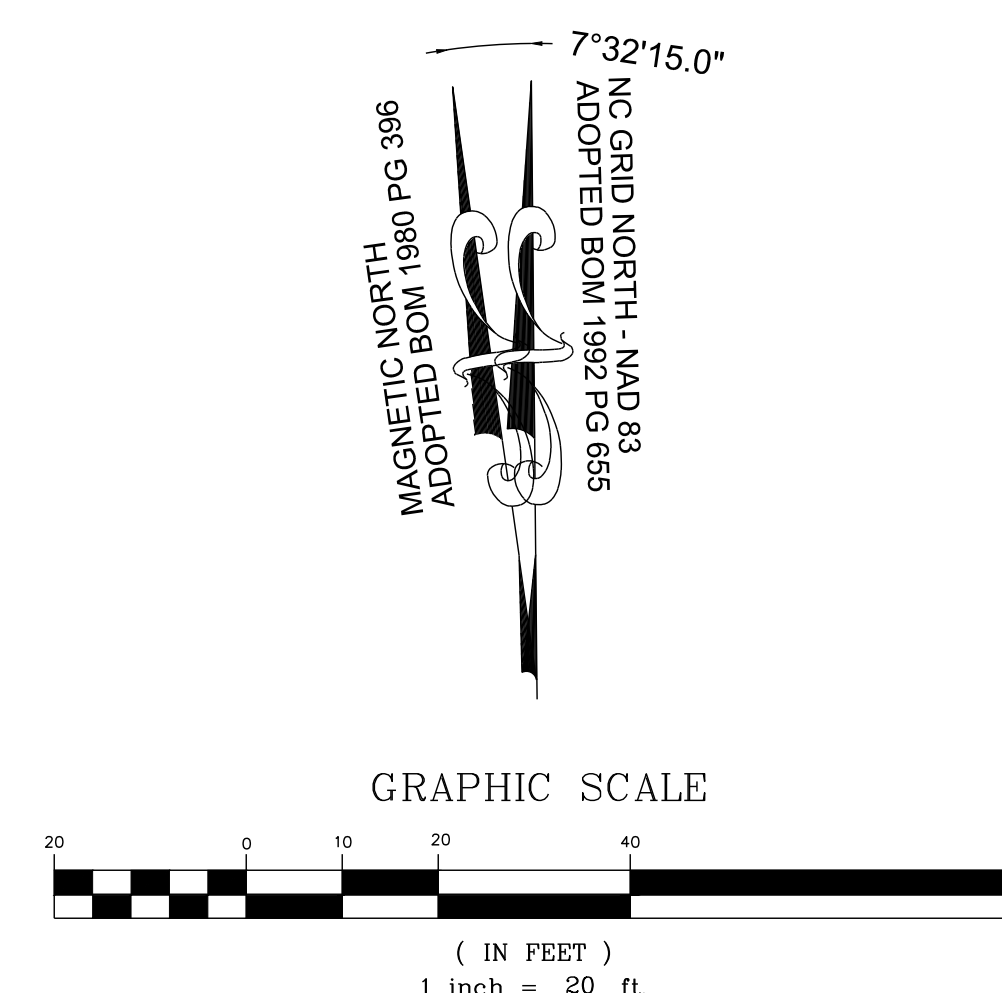 7°32'15.0"
MAGNETIC NORTH
ADOPTED BOM 1980 PG 396
NC GRID NORTH - NAD 83
ADOPTED BOM 1992 PG 655
GRAPHIC SCALE
20 0 10 20 40
( IN FEET )
1 inch = 20 ft.